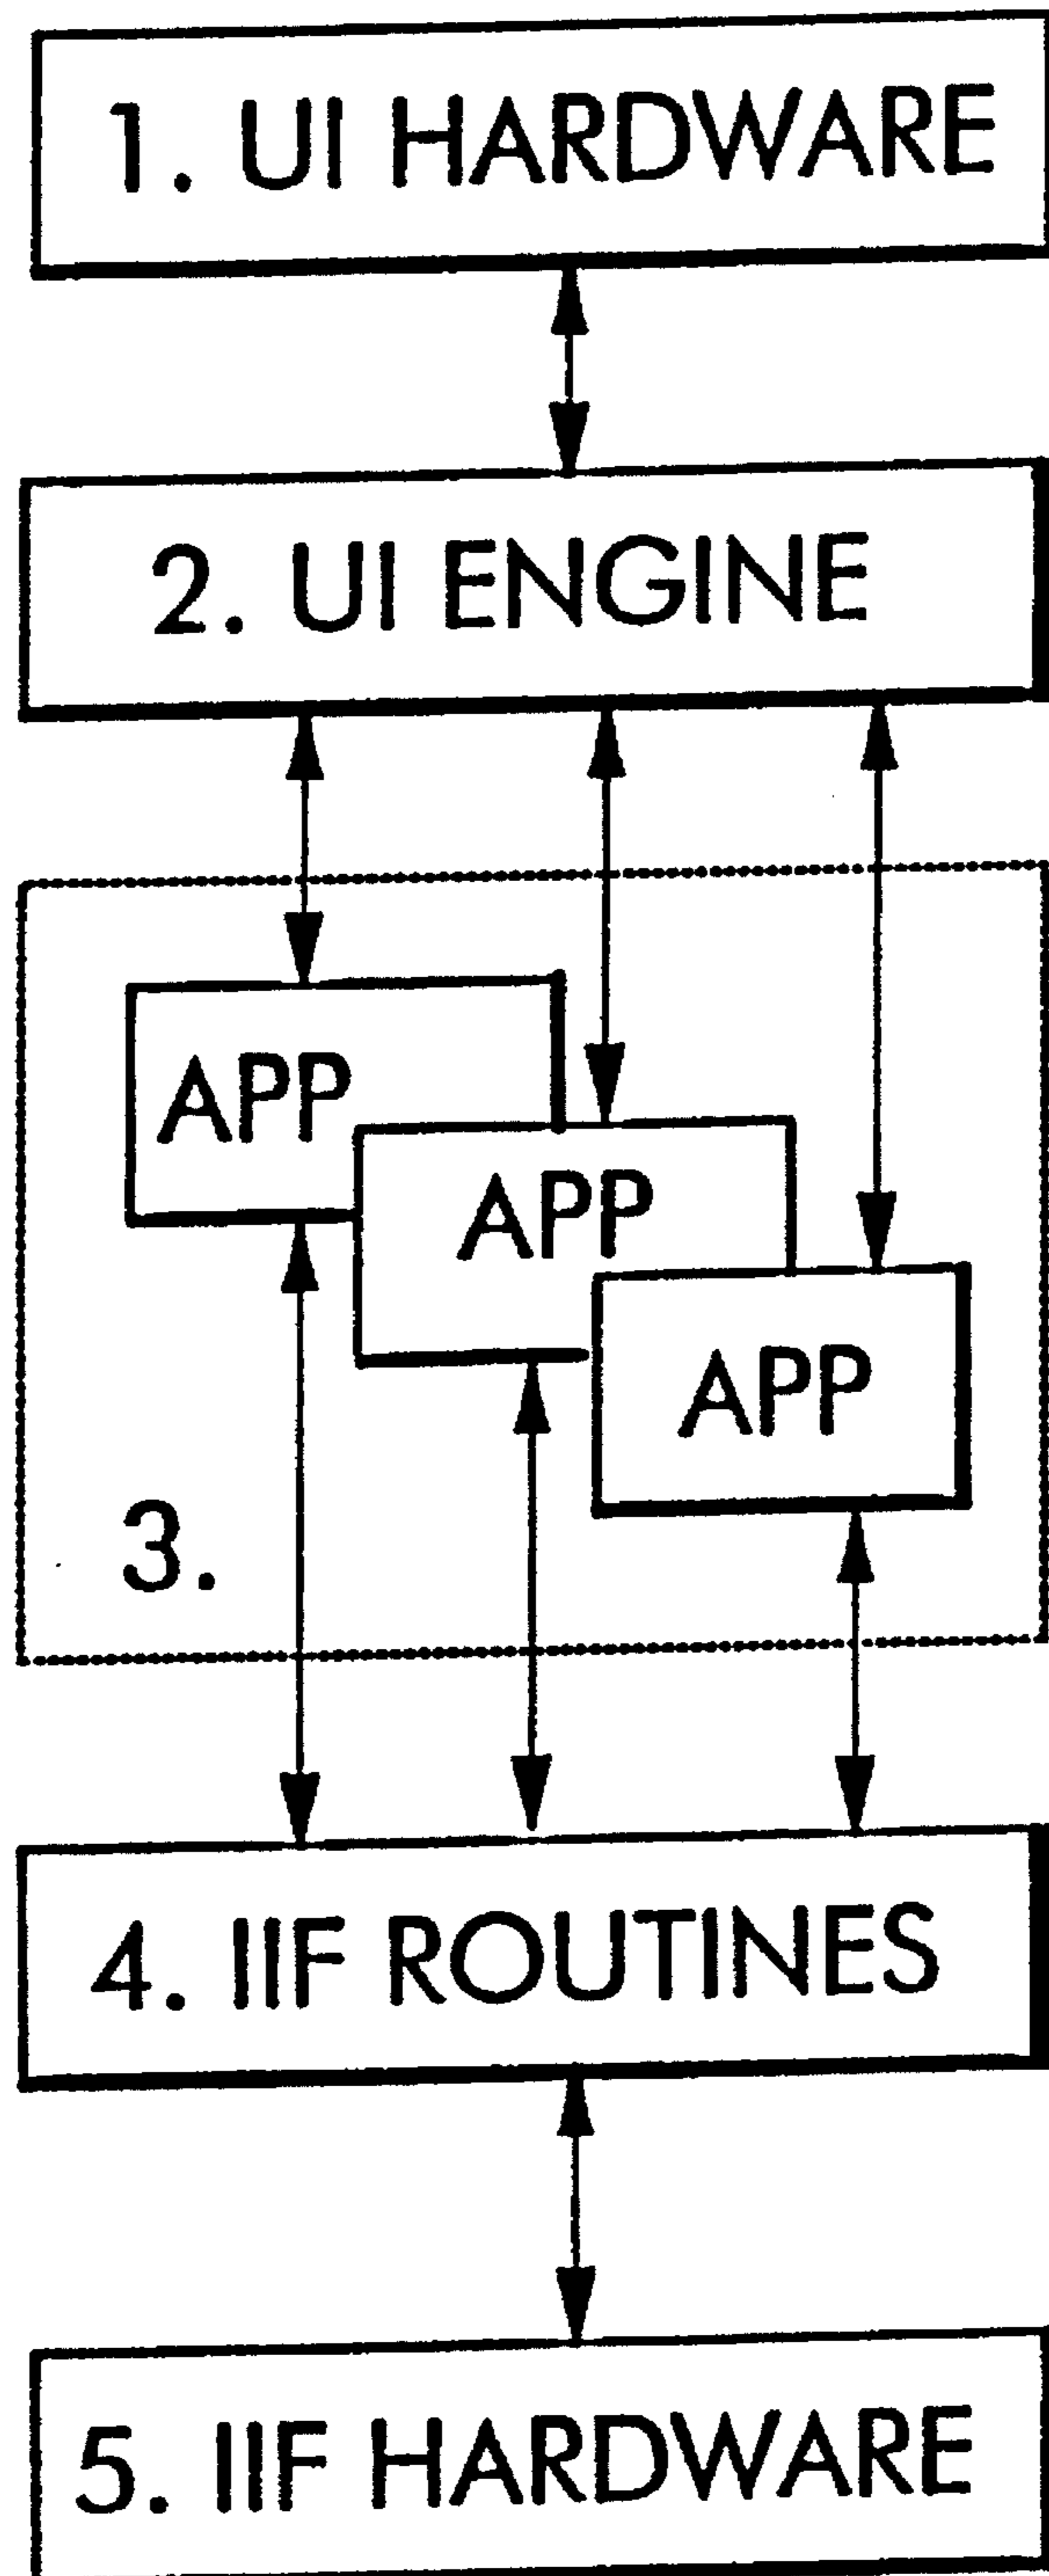 1. UI HARDWARE
2. UI ENGINE
APP
APP
APP
3.
4. IIF ROUTINES
5. IIF HARDWARE